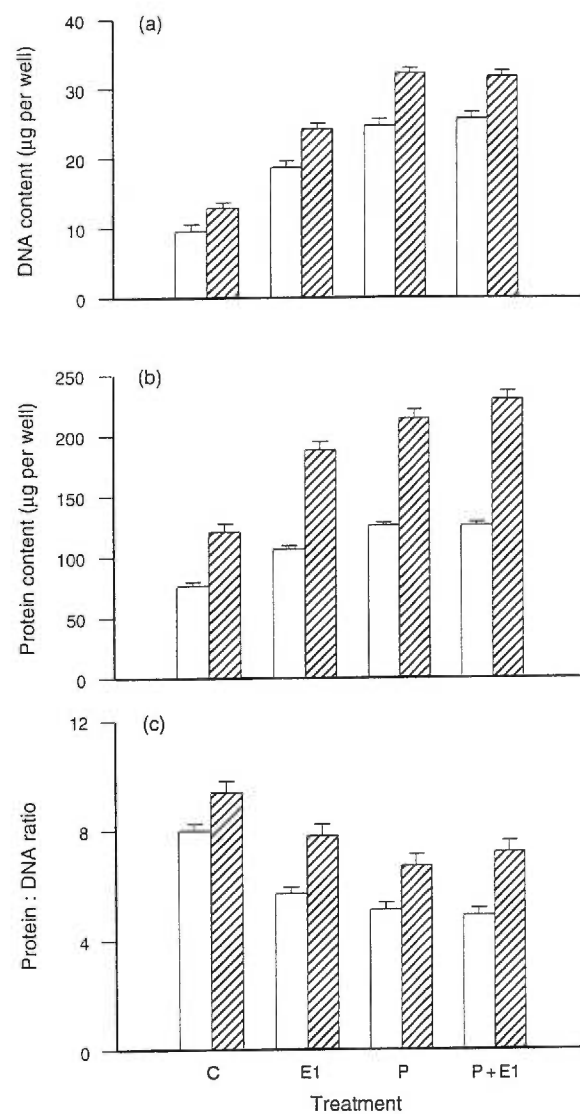 (a)
DNA content (µg per well)
40
30
20
10
0
(b)
Protein content (µg per well)
250
200
150
100
50
0
(c)
Protein : DNA ratio
12
8
4
0
C E1 P P + E1
Treatment